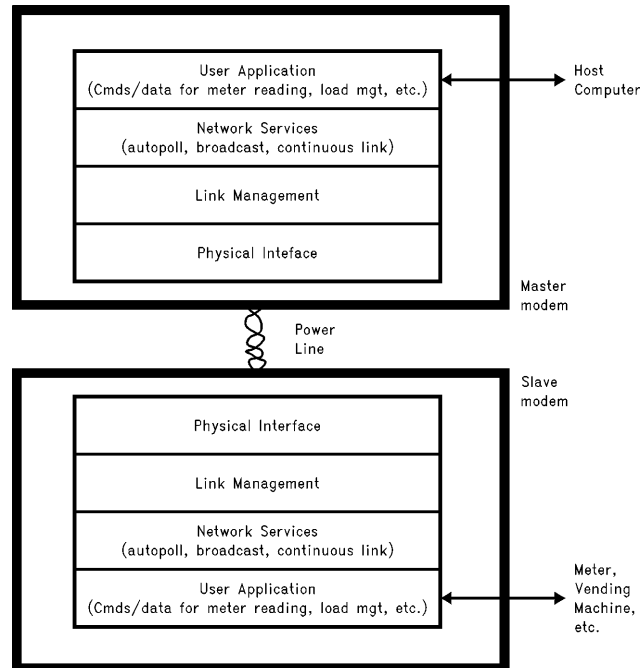 User Application
(Cmds/data for meter reading, load mgt, etc.)
Host
Computer
Network Services
(autopoll, broadcast, continuous link)
Link Management
Physical Inteface
Master
modem
Power
Line
Slave
modem
Physical Interface
Link Management
Network Services
(autopoll, broadcast, continuous link)
User Application
(Cmds/data for meter reading, load mgt, etc.)
Meter,
Vending
Machine,
etc.